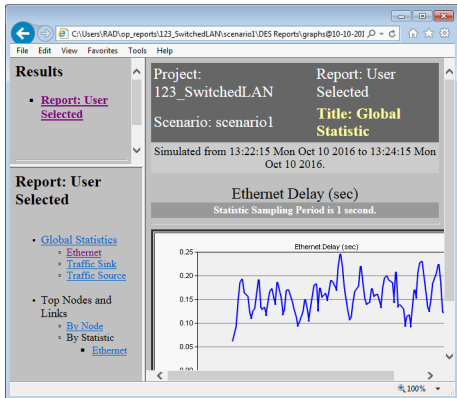 C:\Users\RAD\op_reports\123_SwitchedLAN\scenario1\DES Reports\graphs@10-10-201
File Edit View Favorites Tools Help
Results
Report: User
Selected
Report: User
Selected
Global Statistics
Ethernet
Traffic Sink
Traffic Source
Top Nodes and
Links
By Node
By Statistic
Ethernet
Project:
123_SwitchedLAN
Report: User
Selected
Scenario: scenario1
Title: Global
Statistic
Simulated from 13:22:15 Mon Oct 10 2016 to 13:24:15 Mon
Oct 10 2016.
Ethernet Delay (sec)
Statistic Sampling Period is 1 second.
Ethernet Delay (sec)
0.25
0.20
0.15
0.10
0.05
0.00
100%